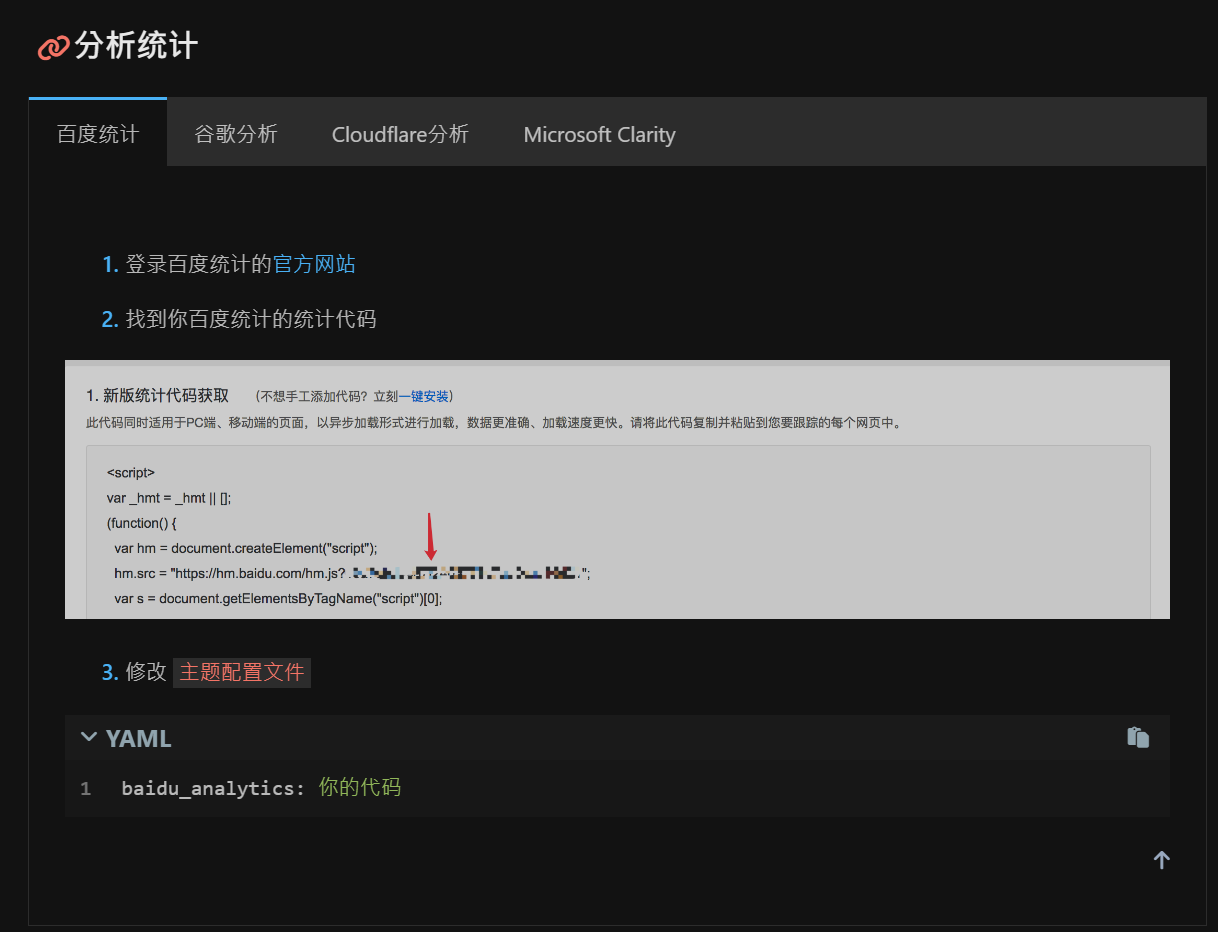 分析统计
百度统计 谷歌分析 Cloudflare分析 Microsoft Clarity
1. 登录百度统计的官方网站
2. 找到你百度统计的统计代码
1. 新版统计代码获取 （不想手工添加代码？立刻一键安装）
此代码同时适用于PC端、移动端的页面，以异步加载形式进行加载，数据更准确、加载速度更快。请将此代码复制并粘贴到您要跟踪的每个网页中。
<script>
var _hmt = _hmt || [];
(function() {
var hm = document.createElement("script");
hm.src = "https://hm.baidu.com/hm.js? ";
var s = document.getElementsByTagName("script")[0];
3. 修改 主题配置文件
YAML
1 baidu_analytics: 你的代码